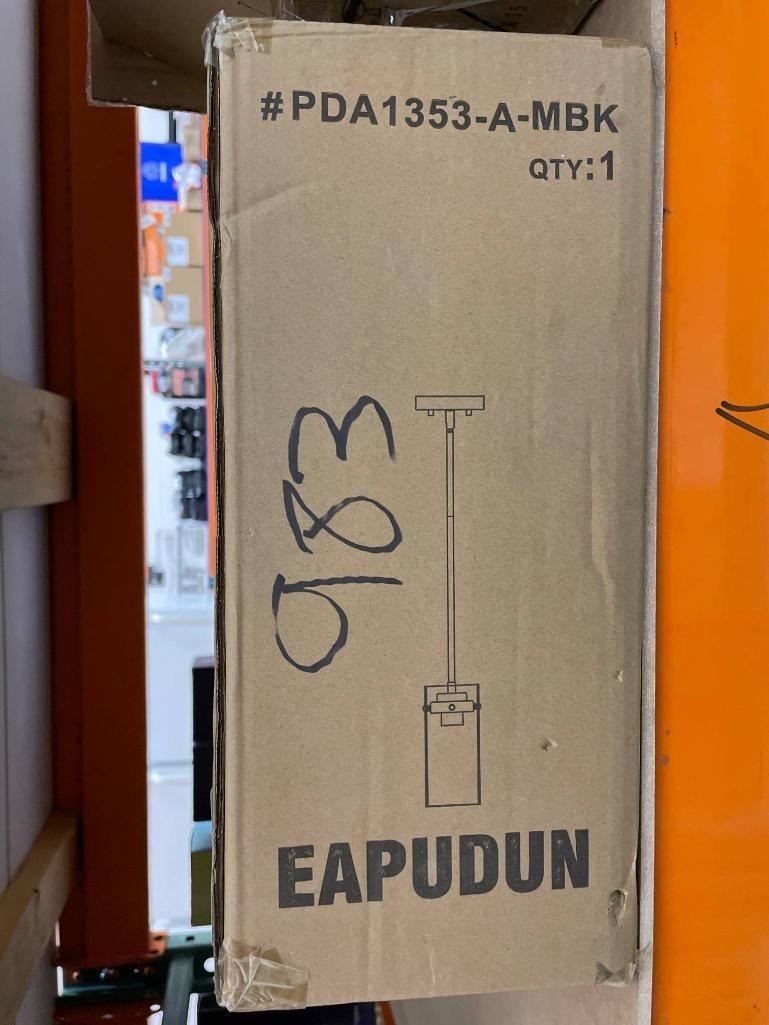 #PDA1353-A-MBK
QTY:1
983
EAPUDUN